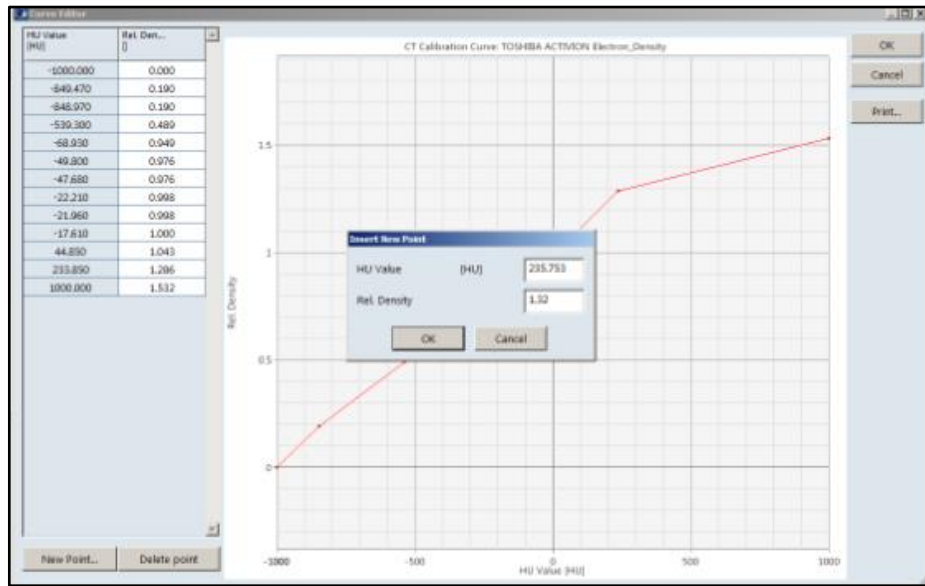 Curve Editor
HU Value Rel. Den...
[HU] []
-1000.000 0.000
-849.470 0.190
-848.970 0.190
-539.300 0.489
-68.930 0.949
-49.800 0.976
-47.680 0.976
-22.210 0.998
-21.960 0.998
-17.610 1.000
44.850 1.043
233.850 1.286
1000.000 1.532
New Point... Delete point
CT Calibration Curve: TOSHIBA ACTIVION Electron_Density
Rel. Density
1.5
1
0.5
0
-1000 -500 0 500 1000
HU Value [HU]
Insert New Point
HU Value [HU] 235.753
Rel. Density 1.32
OK Cancel
OK
Cancel
Print...